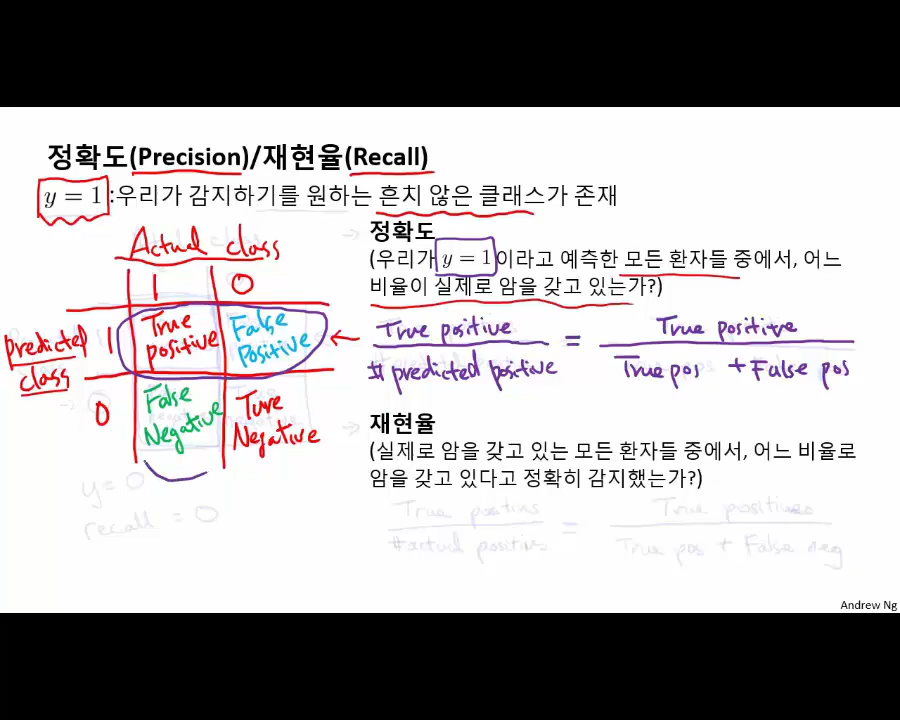 정확도(Precision)/재현율(Recall)
y = 1 :우리가 감지하기를 원하는 흔치 않은 클래스가 존재
Actual class
1 0
Predicted class
1 True positive False Positive
0 False Negative Ture Negative
y = 0
recall = 0
정확도
(우리가 y = 1 이라고 예측한 모든 환자들 중에서, 어느
비율이 실제로 암을 갖고 있는가?)
True positive = True positive
# predicted positive True pos + False pos
재현율
(실제로 암을 갖고 있는 모든 환자들 중에서, 어느 비율로
암을 갖고 있다고 정확히 감지했는가?)
True positives = True positives
#actual positives True pos + False neg
Andrew Ng